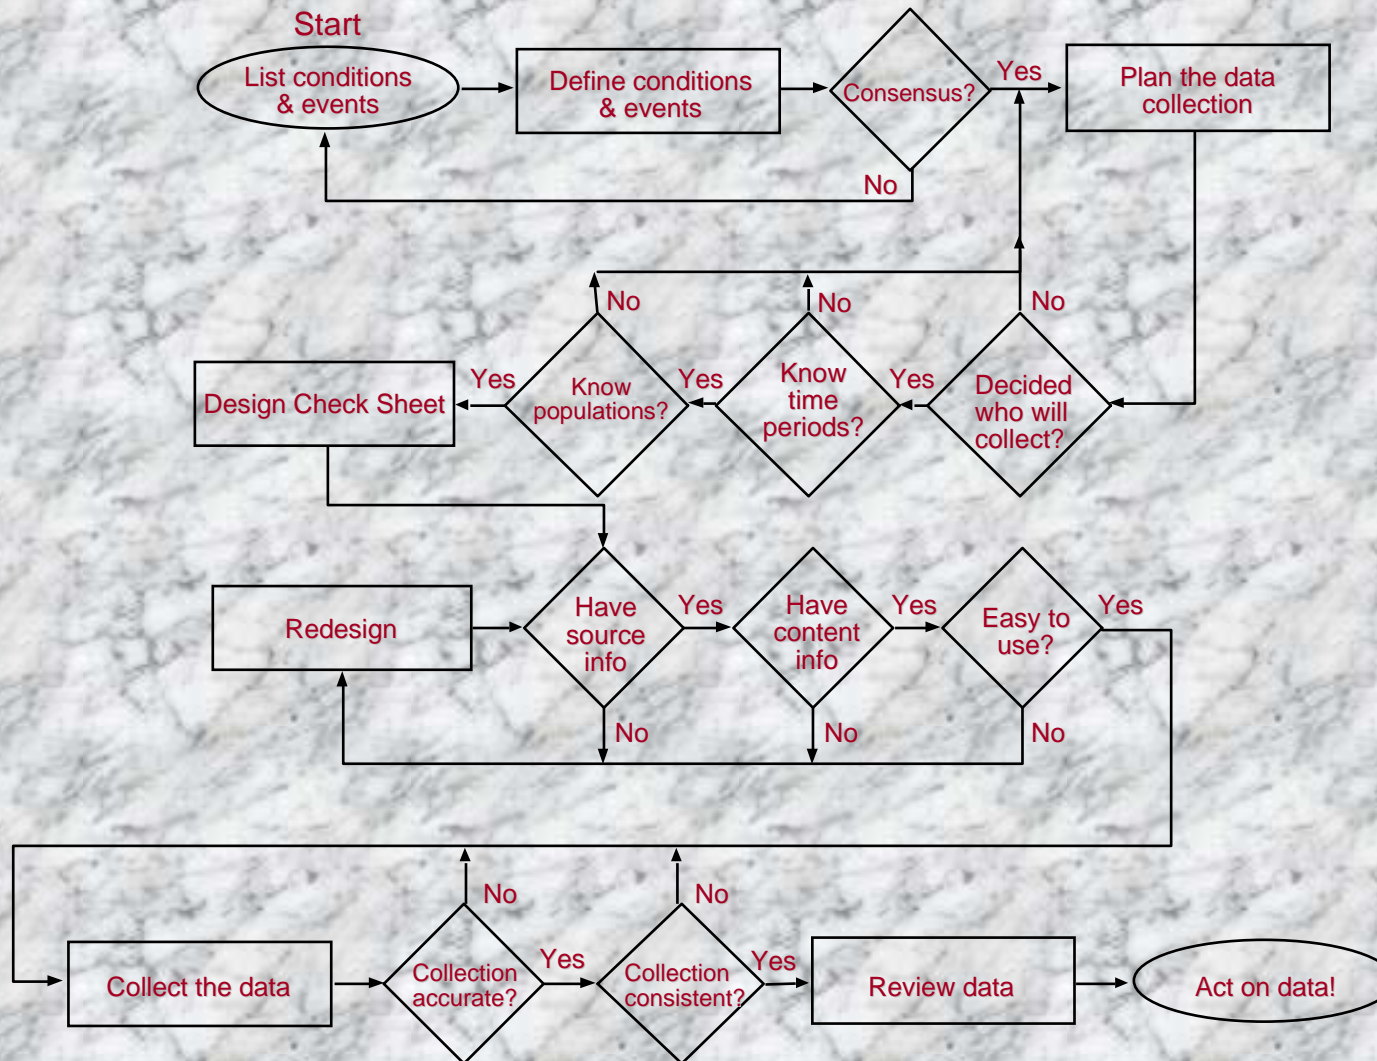 Start
List conditions
& events
Define conditions
& events
Consensus?
Yes
Plan the data
collection
No
No
No
No
Design Check Sheet
Yes
Know
populations?
Yes
Know
time
periods?
Yes
Decided
who will
collect?
Redesign
Have
source
info
Yes
Have
content
info
Yes
Easy to
use?
Yes
No
No
No
No
No
Collect the data
Collection
accurate?
Yes
Collection
consistent?
Yes
Review data
Act on data!